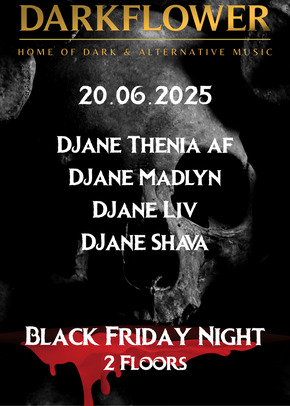 DARKFLOWER
HOME OF DARK & ALTERNATIVE MUSIC
20.06.2025
DJane Thenia af
DJane Madlyn
DJane Liv
DJane Shava
Black Friday Night
2 Floors